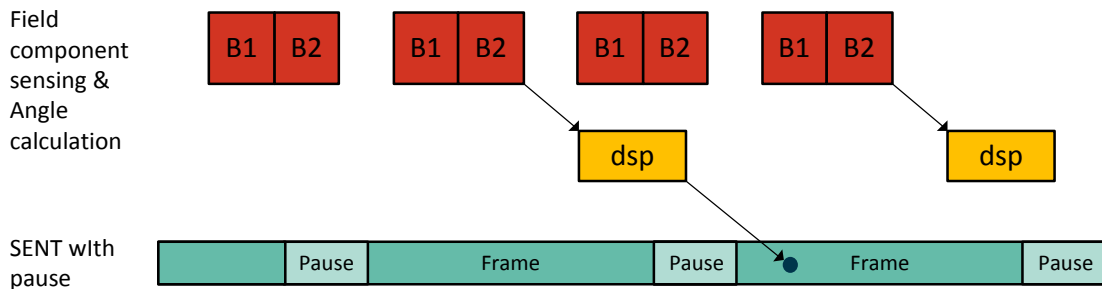 Field
component
sensing &
Angle
calculation
B1 B2 B1 B2 B1 B2 B1 B2
dsp dsp
SENT wIth
pause
Pause Frame Pause Frame Pause